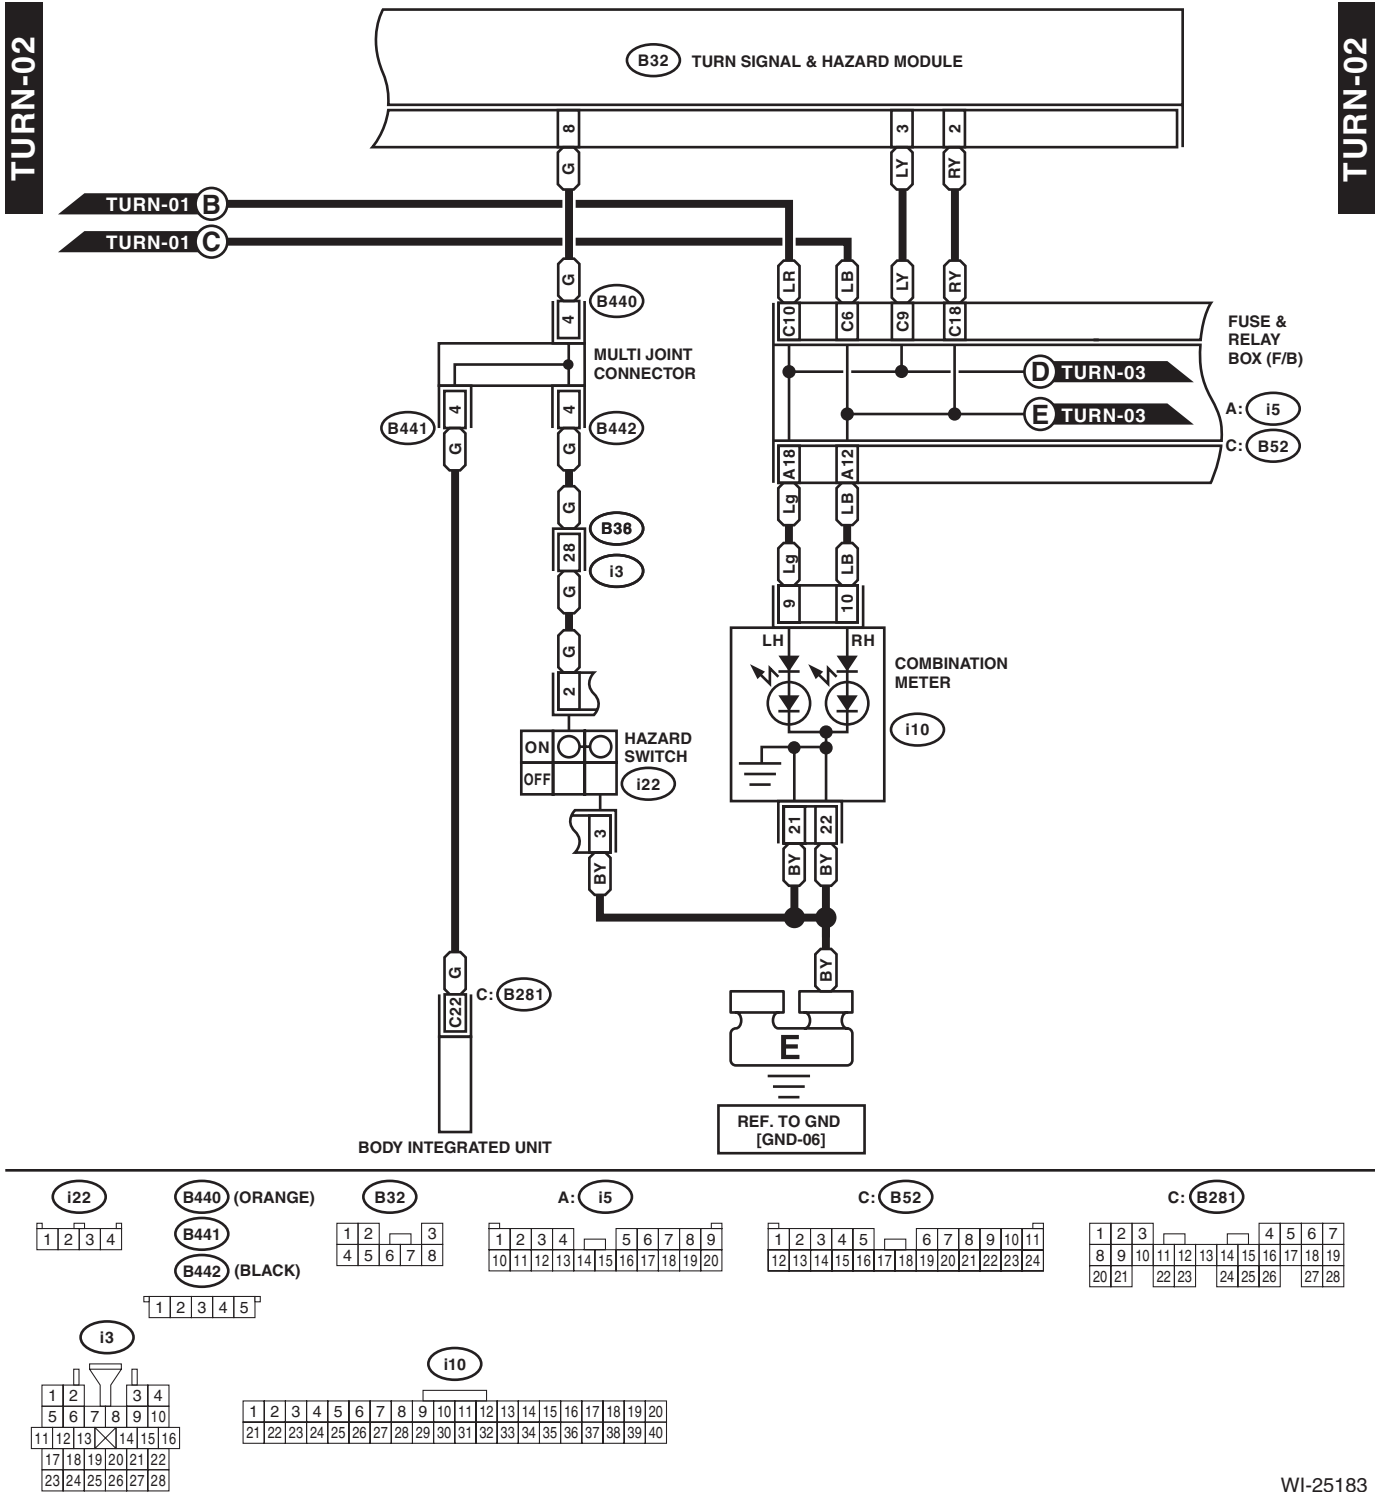 TURN-02
TURN-02
B32 TURN SIGNAL & HAZARD MODULE
8 3 2
G LY RY
TURN-01 B
TURN-01 C
G LR LB LY RY
B440
4 C10 C6 C9 C18
FUSE &
RELAY
BOX (F/B)
MULTI JOINT
CONNECTOR
D TURN-03
E TURN-03
A: i5
C: B52
B441 4 4 B442
G G A18 A12
G Lg LB
B38
28
i3
Lg LB
G 9 10
G LH RH
COMBINATION
METER
2
i10
ON HAZARD
SWITCH
OFF
i22
3 21 22
BY BY BY
G BY
C: B281
C22
E
REF. TO GND
[GND-06]
BODY INTEGRATED UNIT
i22
1 2 3 4
B440 (ORANGE)
B441
B442 (BLACK)
1 2 3 4 5
B32
1 2 3
4 5 6 7 8
A: i5
1 2 3 4 5 6 7 8 9
10 11 12 13 14 15 16 17 18 19 20
C: B52
1 2 3 4 5 6 7 8 9 10 11
12 13 14 15 16 17 18 19 20 21 22 23 24
C: B281
1 2 3 4 5 6 7
8 9 10 11 12 13 14 15 16 17 18 19
20 21 22 23 24 25 26 27 28
i3
1 2 3 4
5 6 7 8 9 10
11 12 13 14 15 16
17 18 19 20 21 22
23 24 25 26 27 28
i10
1 2 3 4 5 6 7 8 9 10 11 12 13 14 15 16 17 18 19 20
21 22 23 24 25 26 27 28 29 30 31 32 33 34 35 36 37 38 39 40
WI-25183